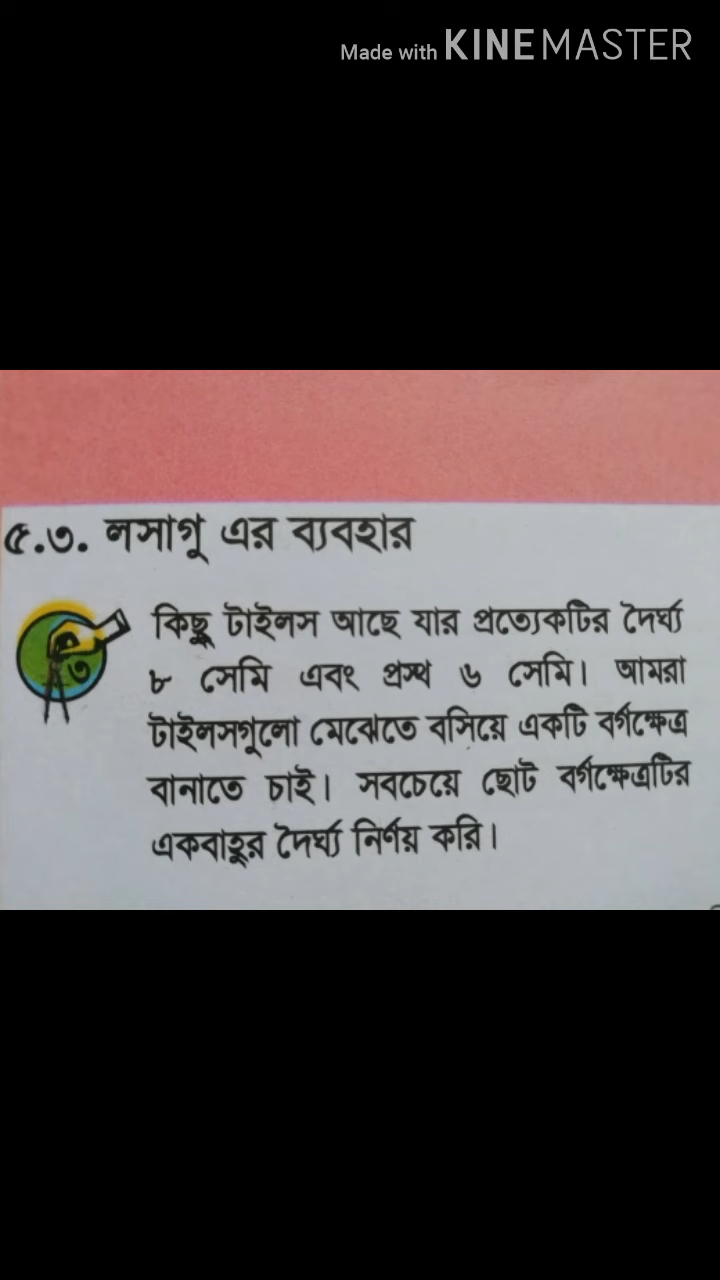 Made with KINEMASTER
৫.৩. লসাগু এর ব্যবহার
৩
কিছু টাইলস আছে যার প্রত্যেকটির দৈর্ঘ্য
৮ সেমি এবং প্রস্থ ৬ সেমি। আমরা
টাইলসগুলো মেঝেতে বসিয়ে একটি বর্গক্ষেত্র
বানাতে চাই। সবচেয়ে ছোট বর্গক্ষেত্রটির
একবাহুর দৈর্ঘ্য নির্ণয় করি।